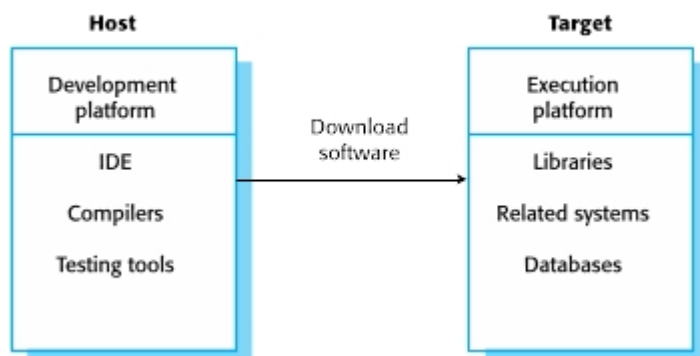 Host
Development
platform
IDE
Compilers
Testing tools
Download
software
Target
Execution
platform
Libraries
Related systems
Databases